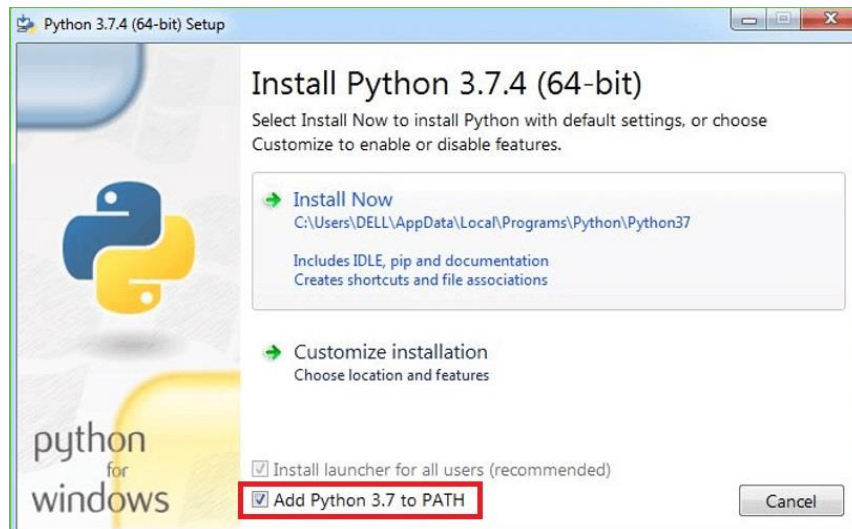 Python 3.7.4 (64-bit) Setup
Install Python 3.7.4 (64-bit)
Select Install Now to install Python with default settings, or choose
Customize to enable or disable features.
Install Now
C:\Users\DELL\AppData\Local\Programs\Python\Python37
Includes IDLE, pip and documentation
Creates shortcuts and file associations
Customize installation
Choose location and features
python
for
windows
Install launcher for all users (recommended)
Add Python 3.7 to PATH
Cancel